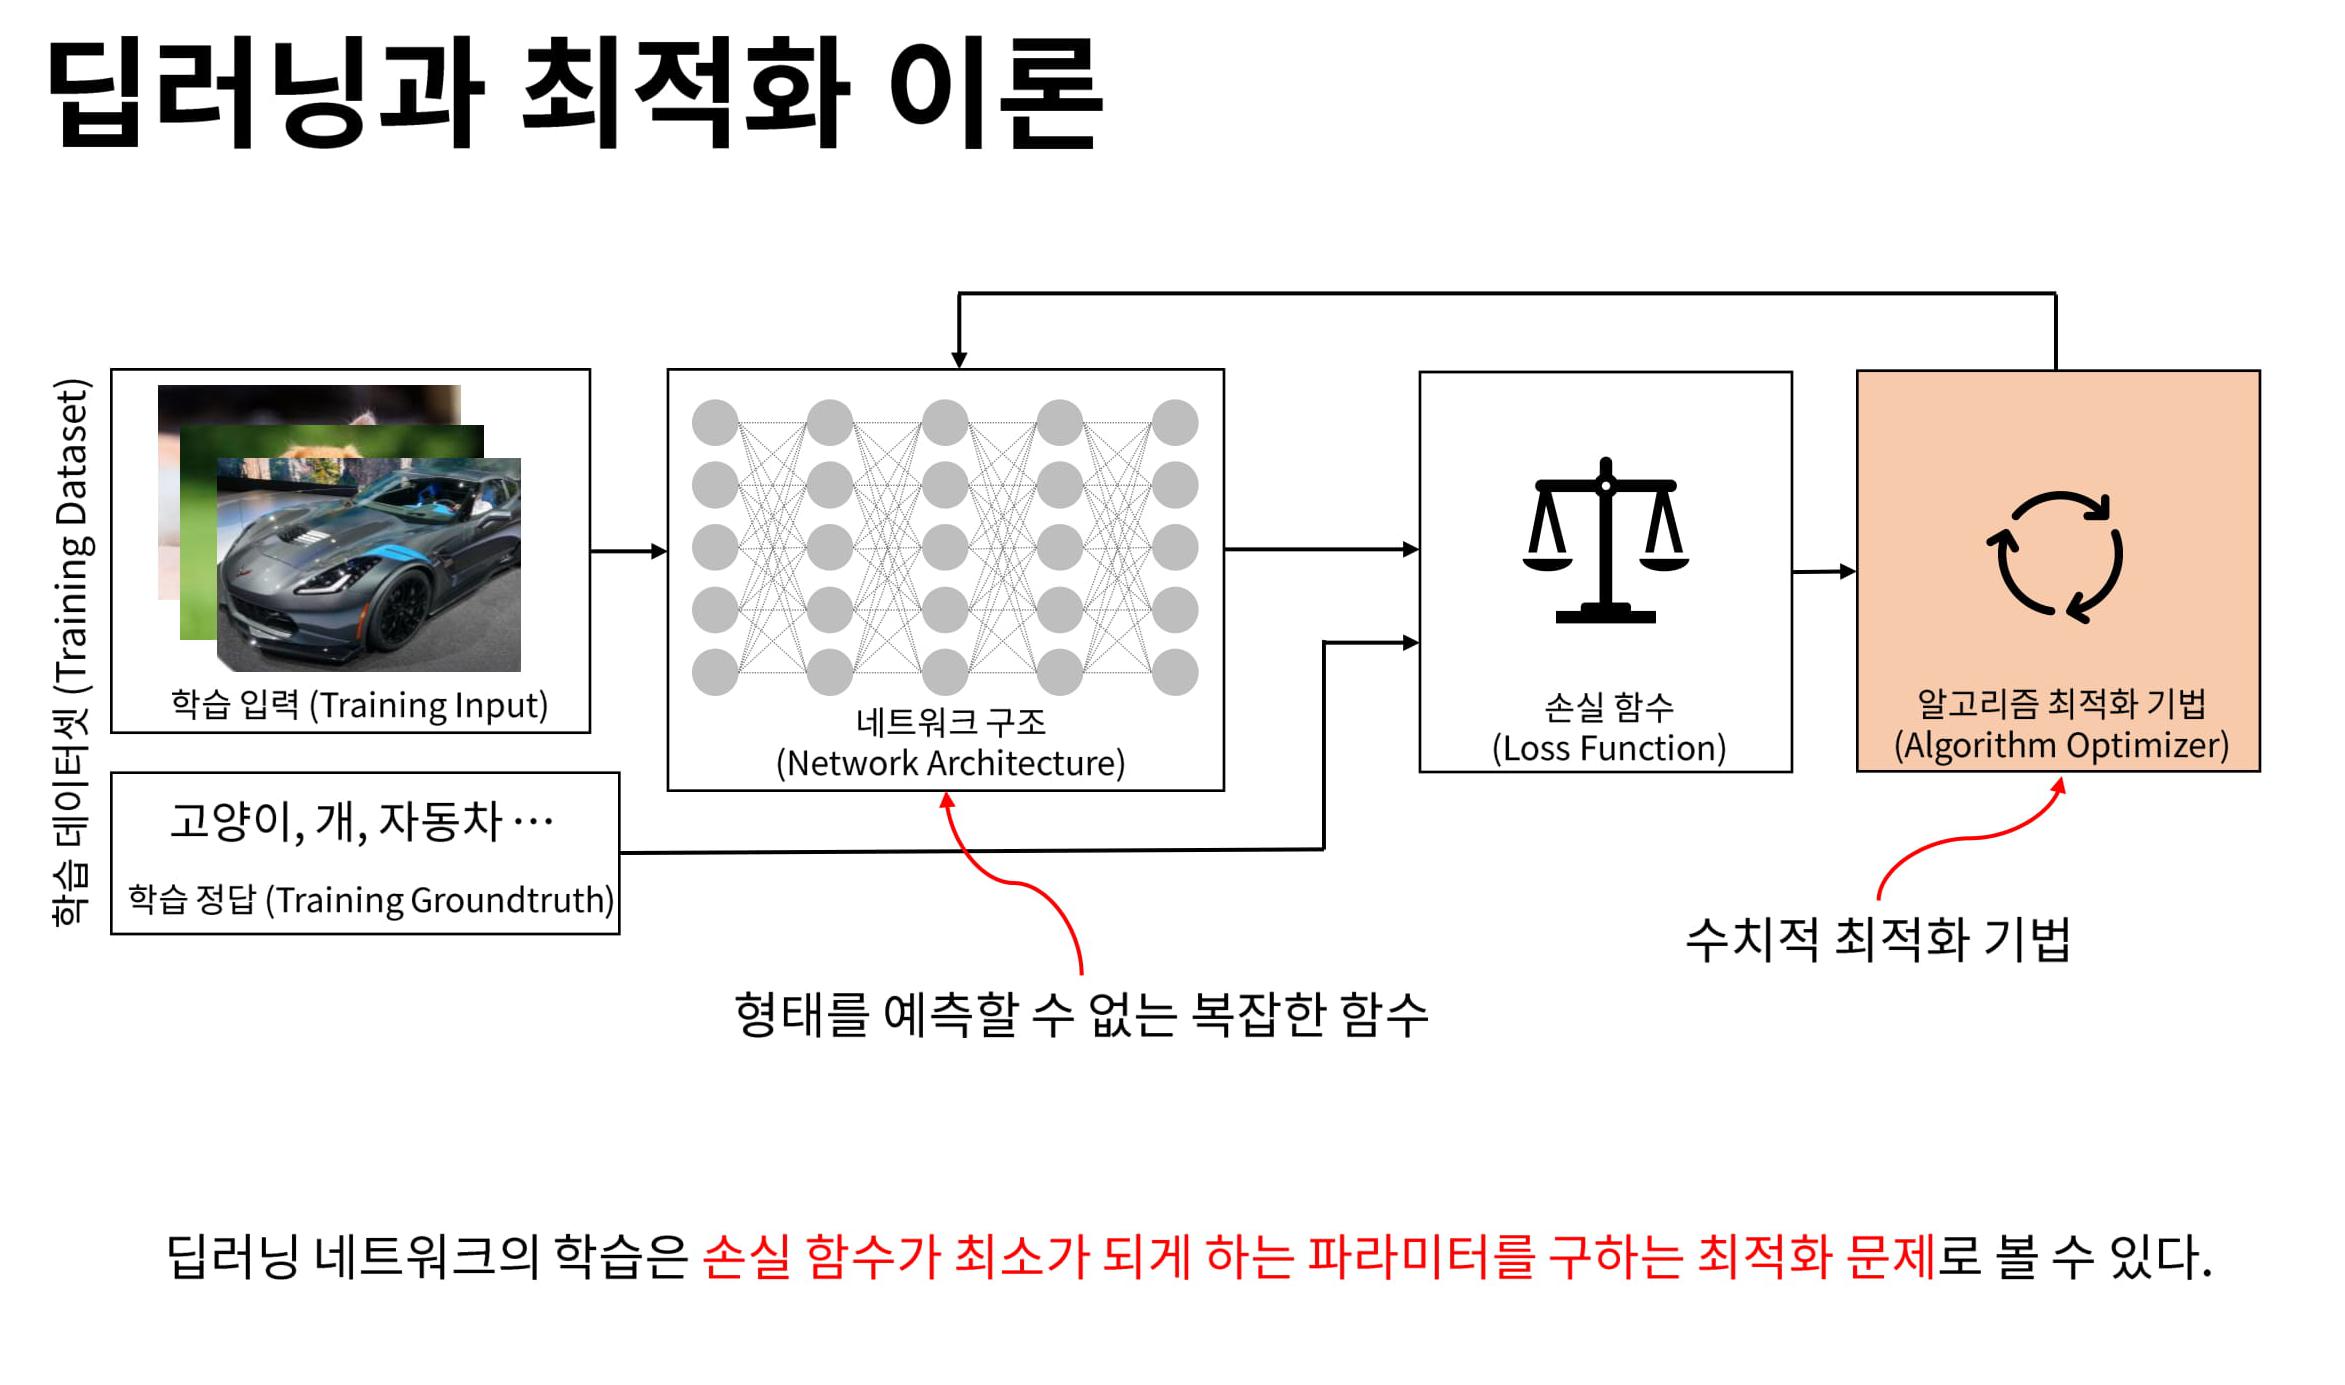 딥러닝과 최적화 이론
학습 데이터셋 (Training Dataset)
학습 입력 (Training Input)
고양이, 개, 자동차 …
학습 정답 (Training Groundtruth)
네트워크 구조
(Network Architecture)
손실 함수
(Loss Function)
알고리즘 최적화 기법
(Algorithm Optimizer)
수치적 최적화 기법
형태를 예측할 수 없는 복잡한 함수
딥러닝 네트워크의 학습은 손실 함수가 최소가 되게 하는 파라미터를 구하는 최적화 문제로 볼 수 있다.